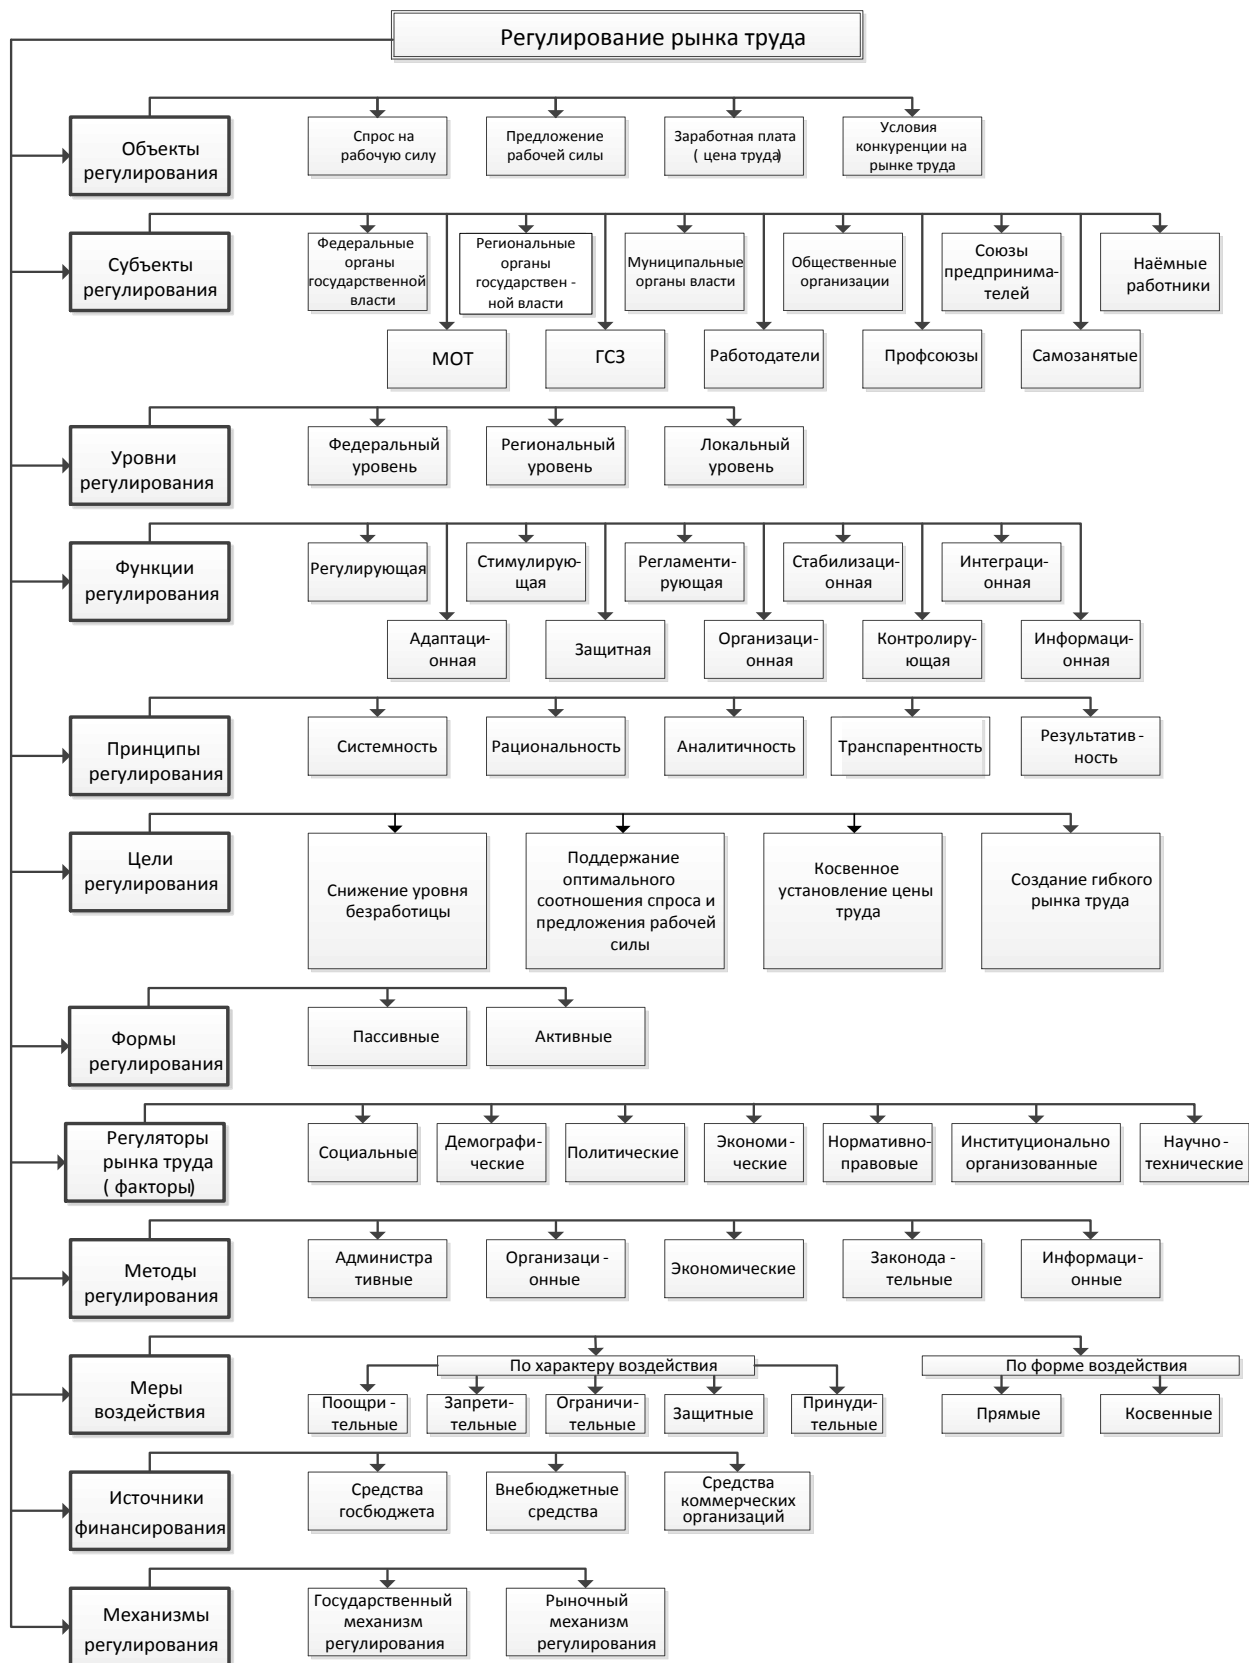 Регулирование рынка труда
Объекты
регулирования
Спрос на
рабочую силу
Предложение
рабочей силы
Заработная плата
( цена труда)
Условия
конкуренции на
рынке труда
Субъекты
регулирования
Федеральные
органы
государственной
власти
Региональные
органы
государствен -
ной власти
Муниципальные
органы власти
Общественные
организации
Союзы
предпринима-
телей
Наёмные
работники
МОТ
ГСЗ
Работодатели
Профсоюзы
Самозанятые
Уровни
регулирования
Федеральный
уровень
Региональный
уровень
Локальный
уровень
Функции
регулирования
Регулирующая
Стимулирую-
щая
Регламенти-
рующая
Стабилизаци-
онная
Интеграци-
онная
Адаптаци-
онная
Защитная
Организаци-
онная
Контролиру-
ющая
Информаци-
онная
Принципы
регулирования
Системность
Рациональность
Аналитичность
Транспарентность
Результатив -
ность
Цели
регулирования
Снижение уровня
безработицы
Поддержание
оптимального
соотношения спроса и
предложения рабочей
силы
Косвенное
установление цены
труда
Создание гибкого
рынка труда
Формы
регулирования
Пассивные
Активные
Регуляторы
рынка труда
( факторы)
Социальные
Демографи-
ческие
Политические
Экономи-
ческие
Нормативно-
правовые
Институционально
организованные
Научно -
технические
Методы
регулирования
Администра
тивные
Организаци -
онные
Экономические
Законода -
тельные
Информаци-
онные
Меры
воздействия
По характеру воздействия
По форме воздействия
Поощри -
тельные
Запрети-
тельные
Ограничи-
тельные
Защитные
Принуди-
тельные
Прямые
Косвенные
Источники
финансирования
Средства
госбюджета
Внебюджетные
средства
Средства
коммерческих
организаций
Механизмы
регулирования
Государственный
механизм
регулирования
Рыночный
механизм
регулирования